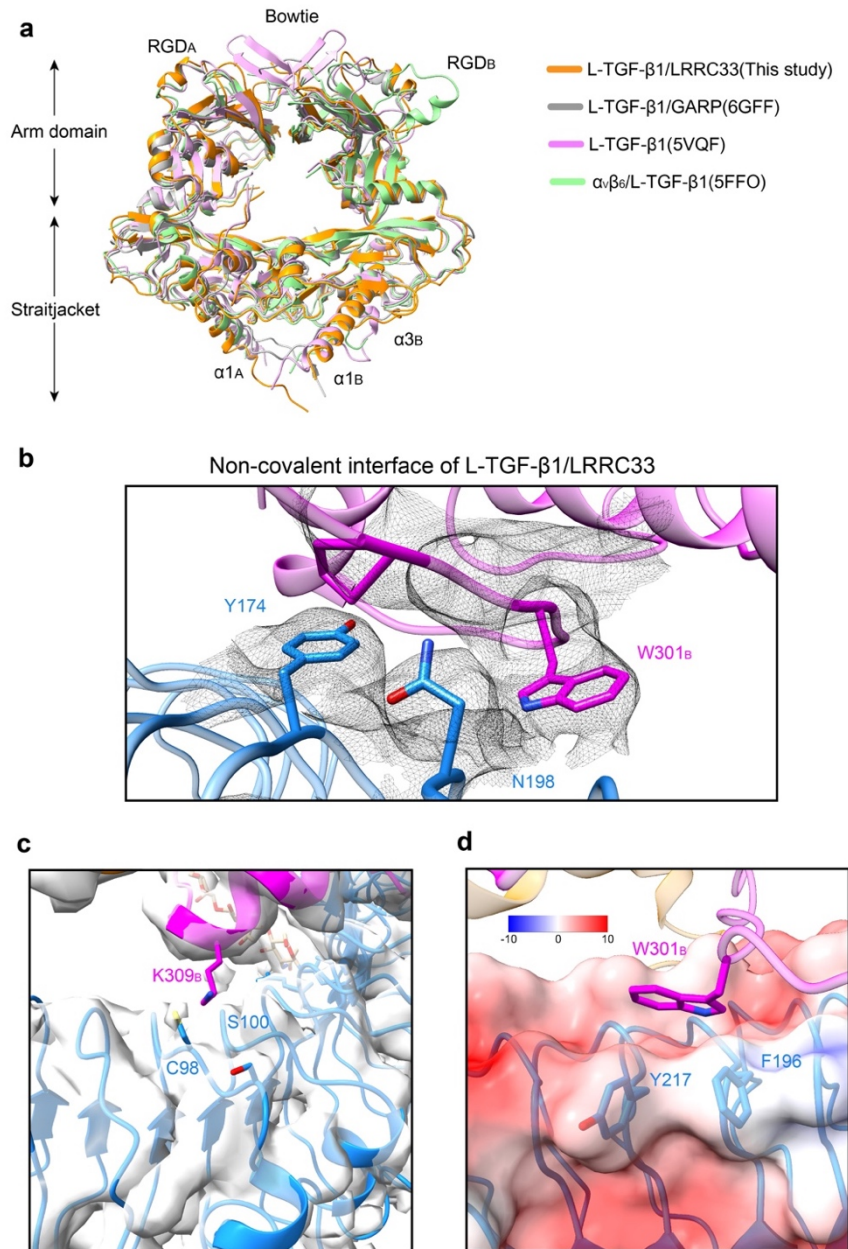 a
Bowtie
RGDA
RGDB
Arm domain
Straitjacket
α1A
α1B
α3B
L-TGF-β1/LRRC33(This study)
L-TGF-β1/GARP(6GFF)
L-TGF-β1(5VQF)
αvβ6/L-TGF-β1(5FFO)
b
Non-covalent interface of L-TGF-β1/LRRC33
Y174
W301B
N198
c
K309B
S100
C98
d
-10 0 10
W301B
Y217
F196